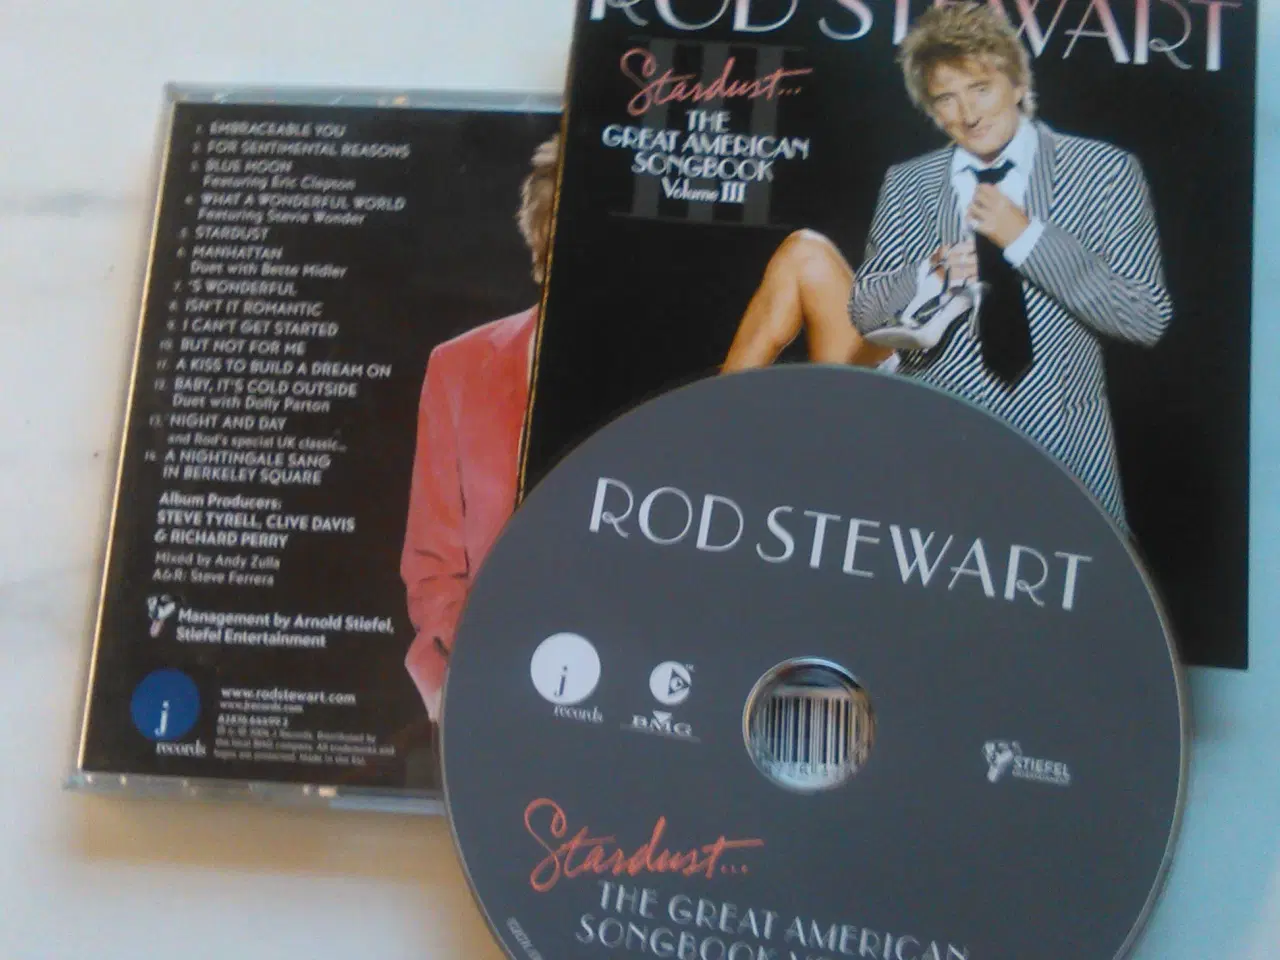 ROD STEWART
Stardust...
THE
GREAT AMERICAN
SONGBOOK
Volume III
1. EMBRACEABLE YOU
2. FOR SENTIMENTAL REASONS
3. BLUE MOON
Featuring Eric Clapton
4. WHAT A WONDERFUL WORLD
Featuring Stevie Wonder
5. STARDUST
6. MANHATTAN
Duet with Bette Midler
7. 'S WONDERFUL
8. ISN'T IT ROMANTIC
9. I CAN'T GET STARTED
10. BUT NOT FOR ME
11. A KISS TO BUILD A DREAM ON
12. BABY, IT'S COLD OUTSIDE
Duet with Dolly Parton
13. NIGHT AND DAY
and Rod's special UK classic...
14. A NIGHTINGALE SANG
IN BERKELEY SQUARE
Album Producers:
STEVE TYRELL, CLIVE DAVIS
& RICHARD PERRY
Mixed by Andy Zulla
A&R: Steve Ferrera
Management by Arnold Stiefel,
Stiefel Entertainment
j
records
www.rodstewart.com
www.jrecords.com
ROD STEWART
j
records
BMG
STIEFEL
Stardust...
THE GREAT AMERICAN
SONGBOOK